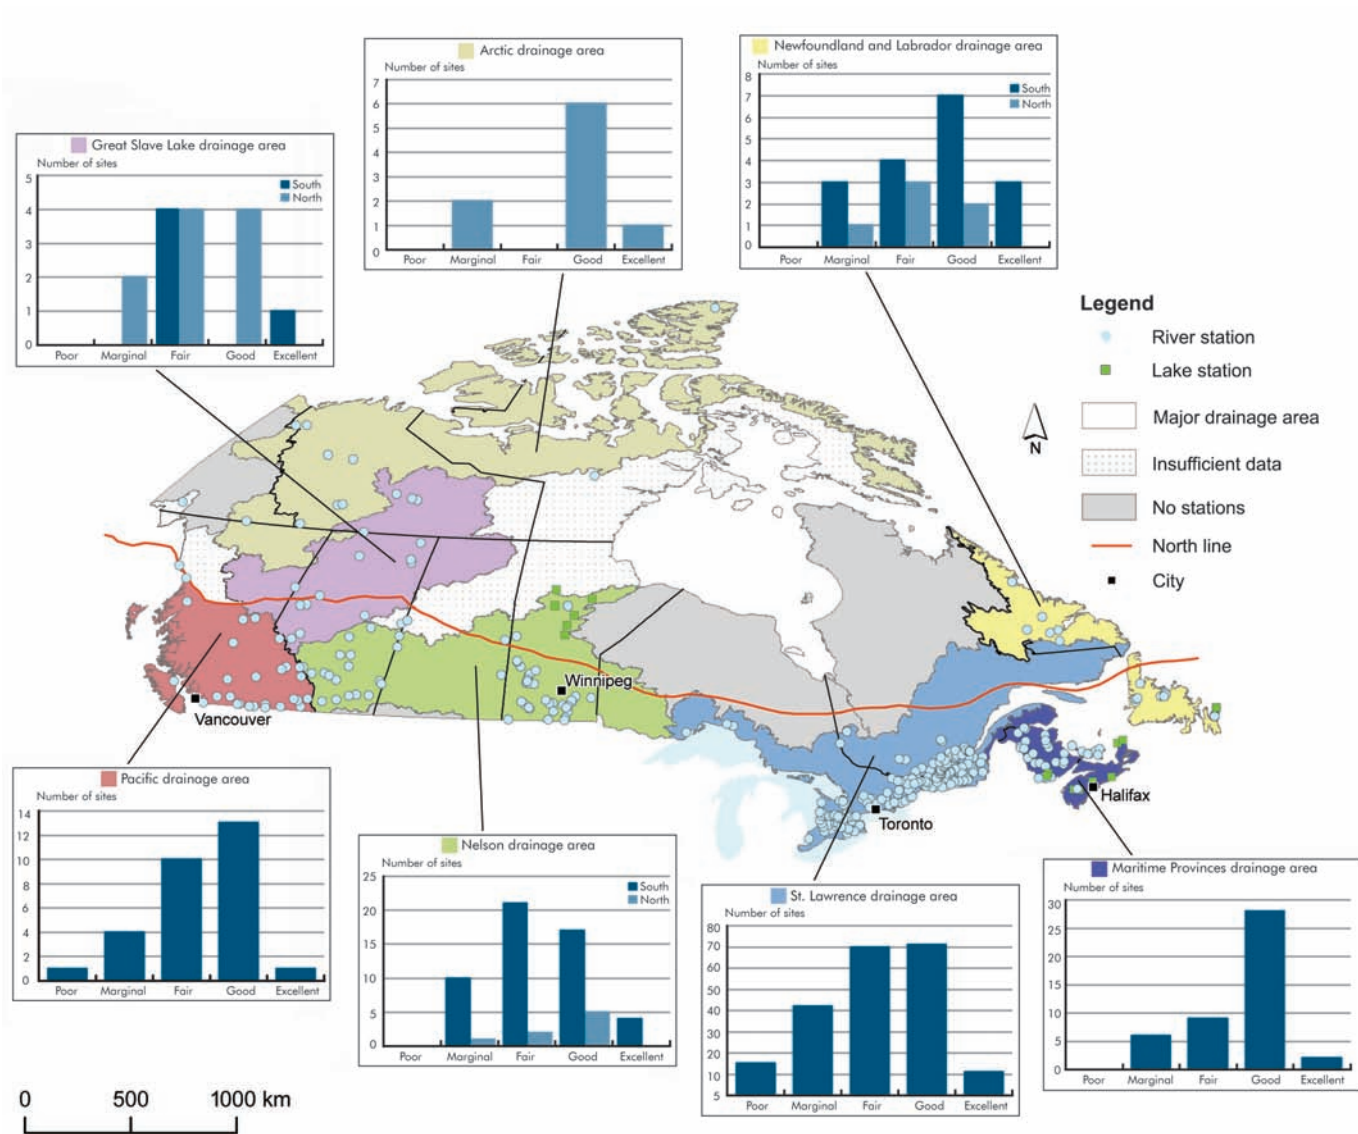 Arctic drainage area
Number of sites
7
6
5
4
3
2
1
0
Poor Marginal Fair Good Excellent
Newfoundland and Labrador drainage area
Number of sites
8
7
6
5
4
3
2
1
0
South
North
Poor Marginal Fair Good Excellent
Great Slave Lake drainage area
Number of sites
5
4
3
2
1
0
South
North
Poor Marginal Fair Good Excellent
Legend
River station
Lake station
Major drainage area
Insufficient data
No stations
North line
City
N
Winnipeg
Vancouver
Halifax
Toronto
Pacific drainage area
Number of sites
14
12
10
8
6
4
2
0
Poor Marginal Fair Good Excellent
Nelson drainage area
Number of sites
25
20
15
10
5
0
South
North
Poor Marginal Fair Good Excellent
St. Lawrence drainage area
Number of sites
80
70
60
50
40
30
20
10
5
Poor Marginal Fair Good Excellent
Maritime Provinces drainage area
Number of sites
30
25
20
15
10
5
0
Poor Marginal Fair Good Excellent
0 500 1000 km